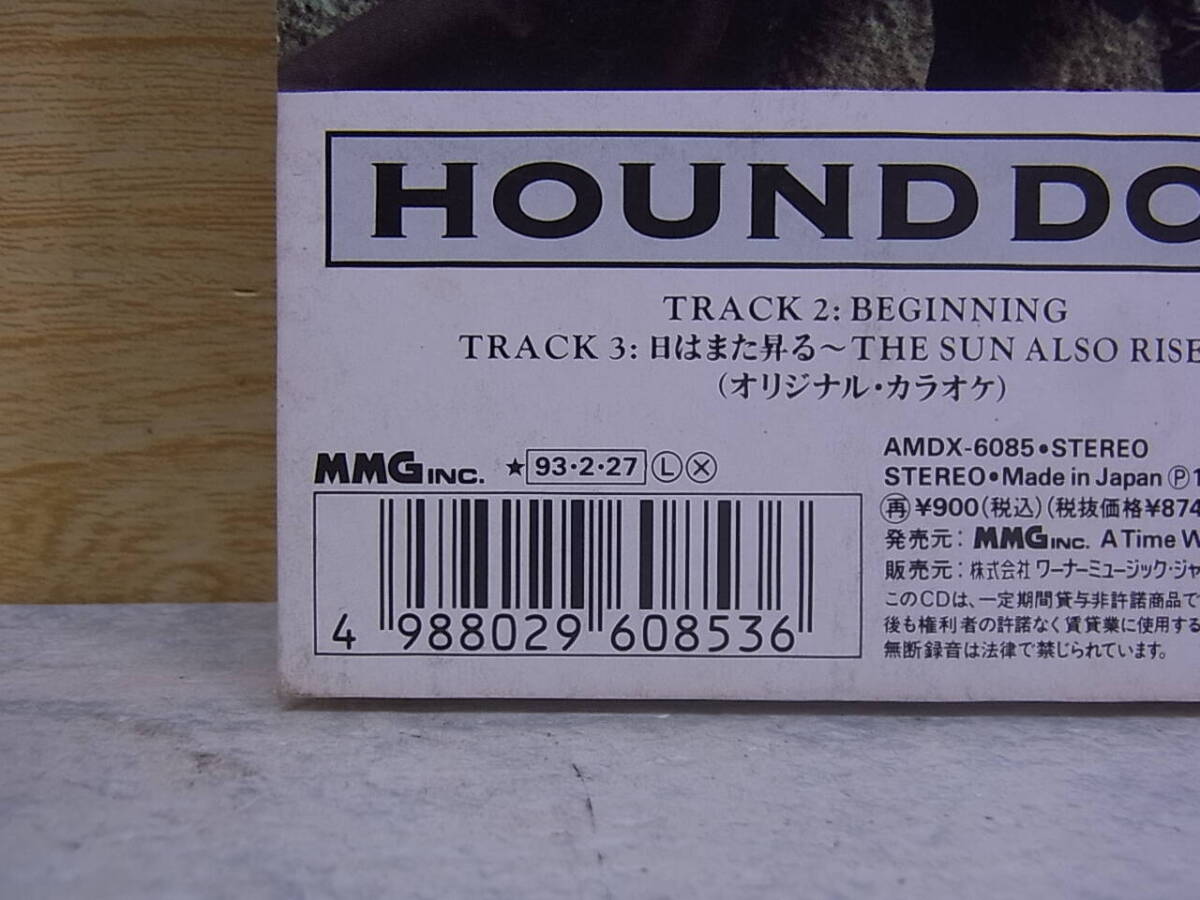 HOUND DO
TRACK 2: BEGINNING
TRACK 3: 日はまた昇る〜THE SUN ALSO RISE
(オリジナル・カラオケ)
MMG INC. ★ 93・2・27 Ⓛ Ⓧ
4 988029 608536
AMDX-6085・STEREO
STEREO・Made in Japan Ⓟ1
再 ¥900(税込)(税抜価格¥874
発売元: MMG INC. A Time W
販売元: 株式会社 ワーナーミュージック・ジャ
このCDは、一定期間貸与非許諾商品で
後も権利者の許諾なく賃貸業に使用する
無断録音は法律で禁じられています。